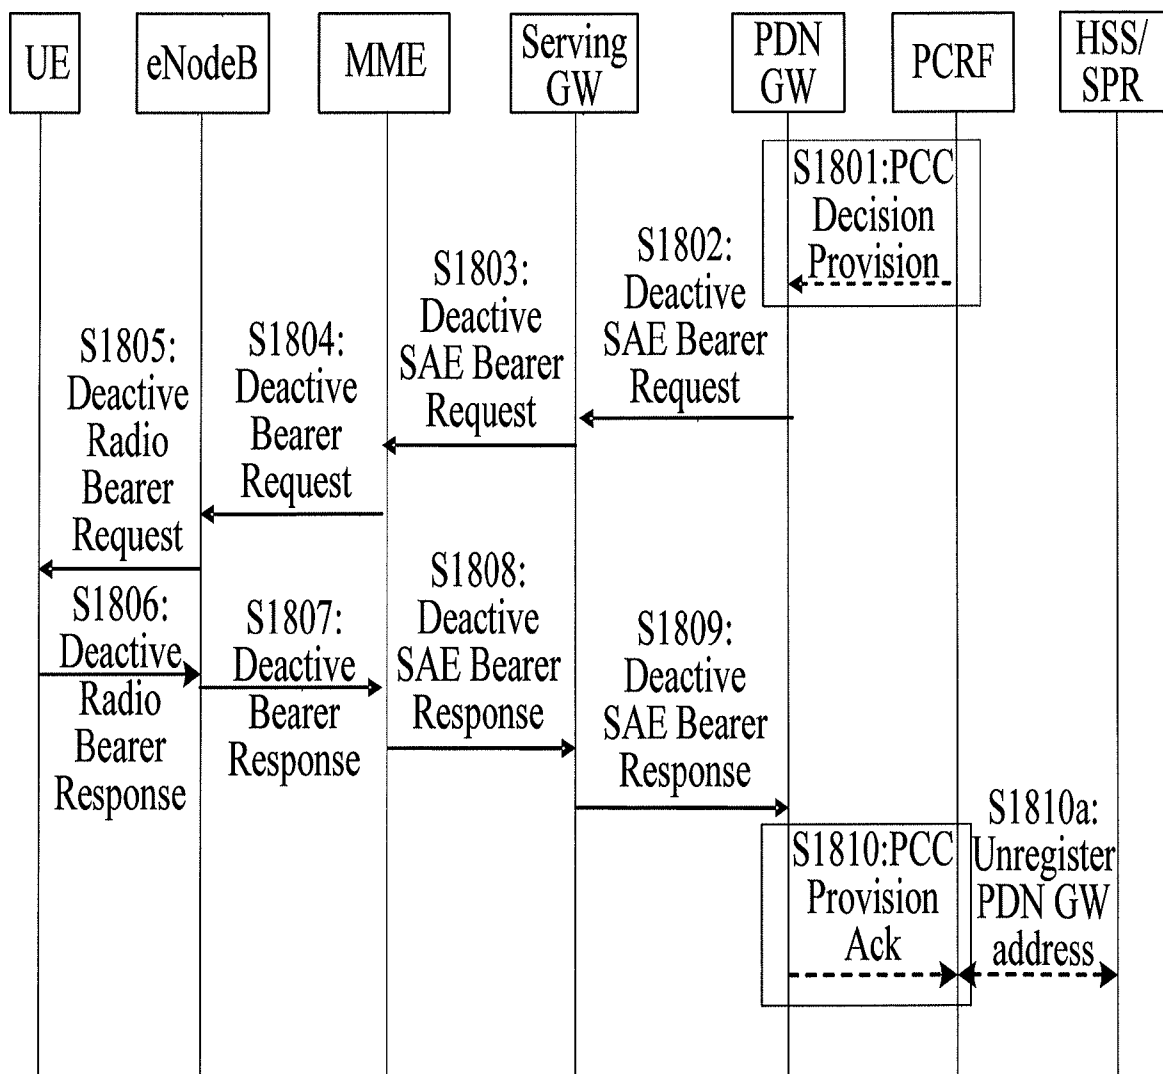 UE
eNodeB
MME
Serving
GW
PDN
GW
PCRF
HSS/
SPR
S1801:PCC
Decision
Provision
S1802:
Deactive
SAE Bearer
Request
S1803:
Deactive
SAE Bearer
Request
S1804:
Deactive
Bearer
Request
S1805:
Deactive
Radio
Bearer
Request
S1806:
Deactive
Radio
Bearer
Response
S1807:
Deactive
Bearer
Response
S1808:
Deactive
SAE Bearer
Response
S1809:
Deactive
SAE Bearer
Response
S1810:PCC
Provision
Ack
S1810a:
Unregister
PDN GW
address